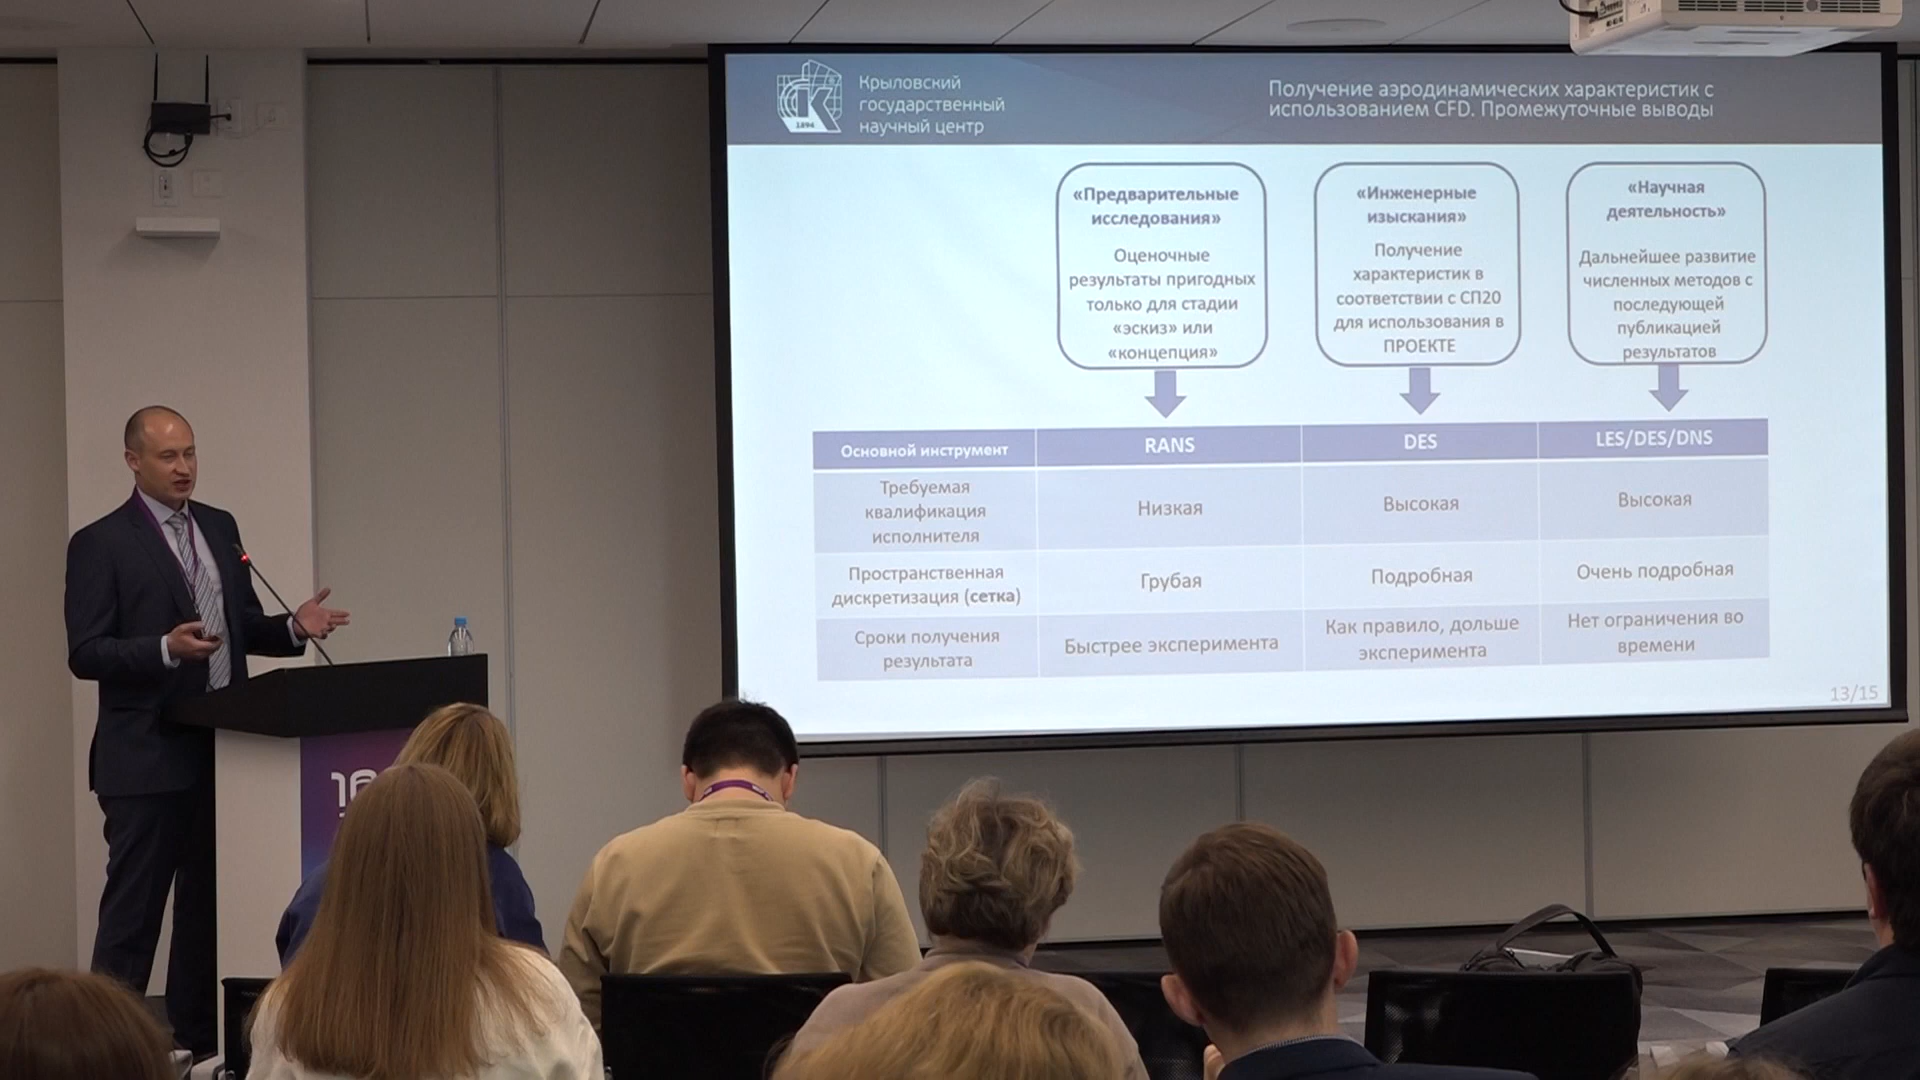 Крыловский
государственный
научный центр
1894
Получение аэродинамических характеристик с
использованием CFD. Промежуточные выводы
«Предварительные
исследования»
Оценочные
результаты пригодных
только для стадии
«эскиз» или
«концепция»
«Инженерные
изыскания»
Получение
характеристик в
соответствии с СП20
для использования в
ПРОЕКТЕ
«Научная
деятельность»
Дальнейшее развитие
численных методов с
последующей
публикацией
результатов
Основной инструмент
RANS
DES
LES/DES/DNS
Требуемая
квалификация
исполнителя
Низкая
Высокая
Высокая
Пространственная
дискретизация (сетка)
Грубая
Подробная
Очень подробная
Сроки получения
результата
Быстрее эксперимента
Как правило, дольше
эксперимента
Нет ограничения во
времени
13/15